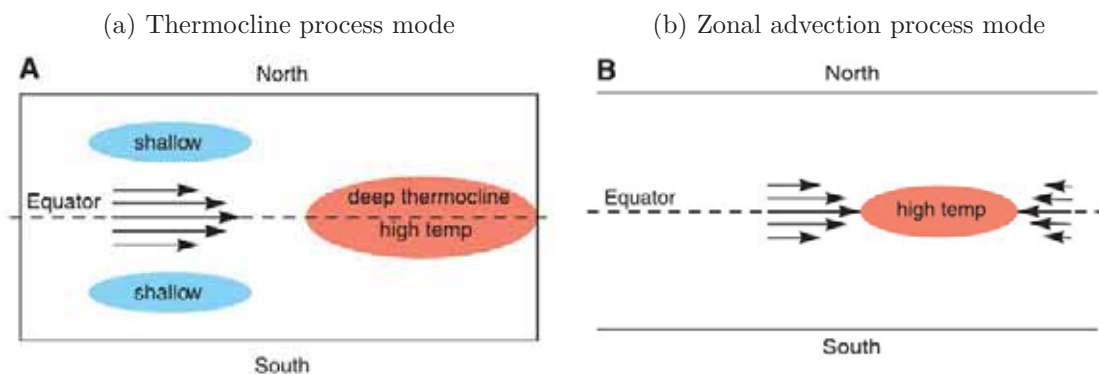 (a) Thermocline process mode
A
North
shallow
Equator
deep thermocline
high temp
shallow
South
(b) Zonal advection process mode
B
North
Equator
high temp
South